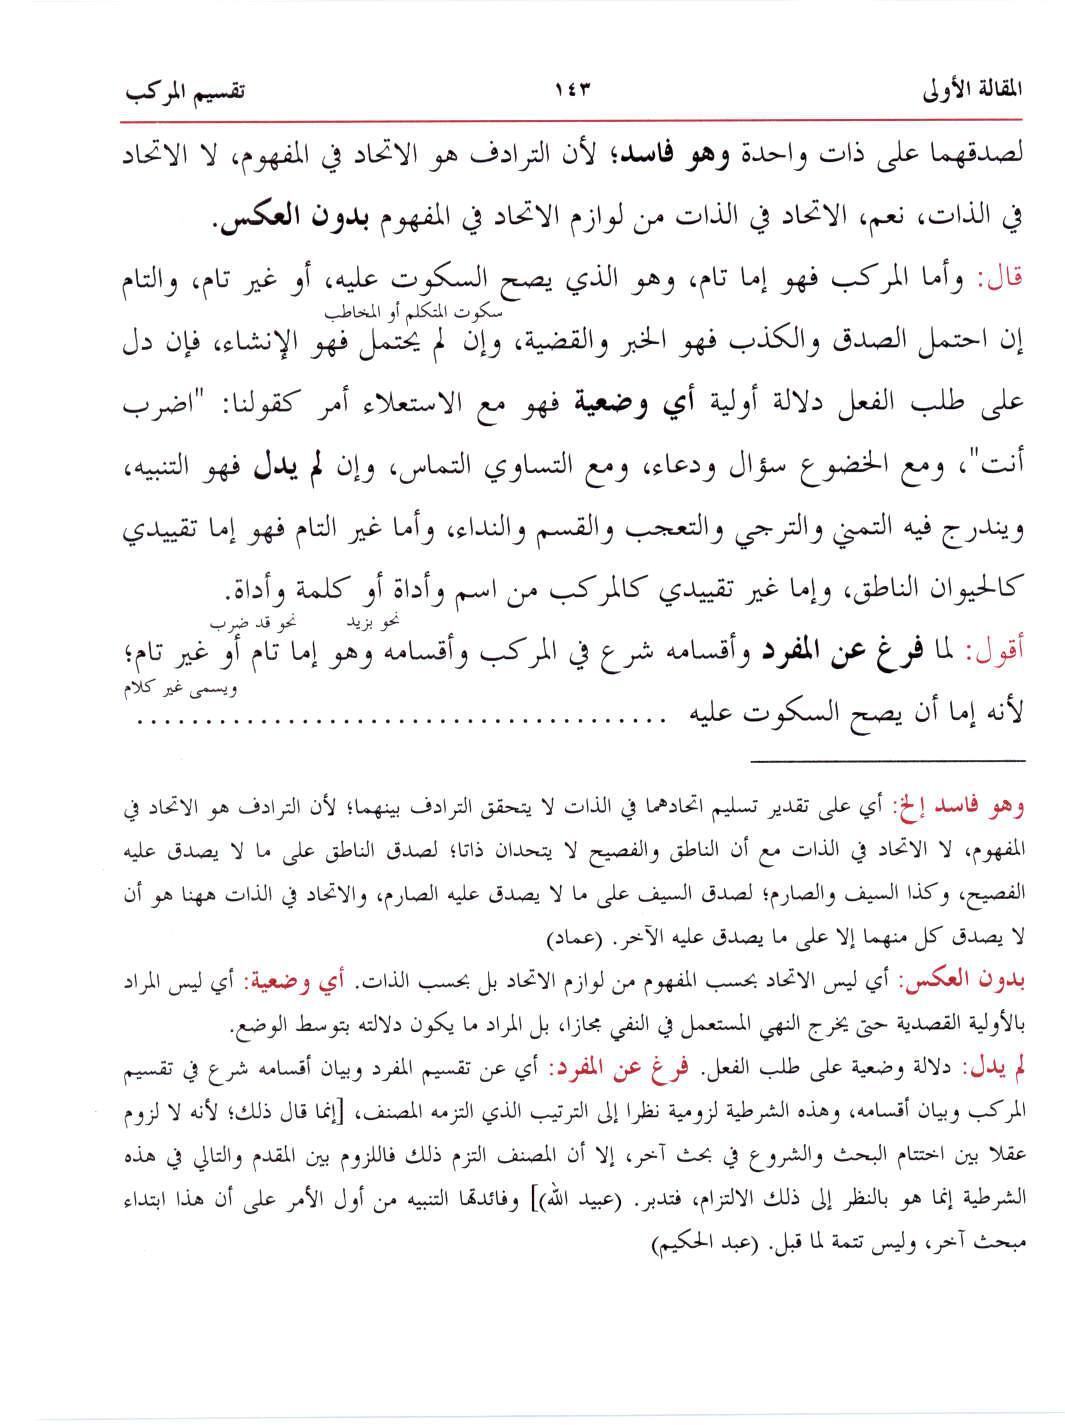 المقالة الأولى ١٤٣ تقسيم المركب
لصدقهما على ذات واحدة وهو فاسد؛ لأن الترادف هو الاتحاد في المفهوم، لا الاتحاد
في الذات، نعم، الاتحاد في الذات من لوازم الاتحاد في المفهوم بدون العكس.
قال: وأما المركب فهو إما تام، وهو الذي يصح السكوت عليه، أو غير تام، والتام
سكوت المتكلم أو المخاطب
إن احتمل الصدق والكذب فهو الخبر والقضية، وإن لم يحتمل فهو الإنشاء، فإن دل
على طلب الفعل دلالة أولية أي وضعية فهو مع الاستعلاء أمر كقولنا: "اضرب
أنت"، ومع الخضوع سؤال ودعاء، ومع التساوي التماس، وإن لم يدل فهو التنبيه،
ويندرج فيه التمني والترجي والتعجب والقسم والنداء، وأما غير التام فهو إما تقييدي
كالحيوان الناطق، وإما غير تقييدي كالمركب من اسم وأداة أو كلمة وأداة.
نحو بزيد نحو قد ضرب
أقول: لما فرغ عن المفرد وأقسامه شرع في المركب وأقسامه وهو إما تام أو غير تام؛
ويسمى غير كلام
لأنه إما أن يصح السكوت عليه .......................................
وهو فاسد إلخ: أي على تقدير تسليم اتحادهما في الذات لا يتحقق الترادف بينهما؛ لأن الترادف هو الاتحاد في
المفهوم، لا الاتحاد في الذات مع أن الناطق والفصيح لا يتحدان ذاتا؛ لصدق الناطق على ما لا يصدق عليه
الفصيح، وكذا السيف والصارم؛ لصدق السيف على ما لا يصدق عليه الصارم، والاتحاد في الذات ههنا هو أن
لا يصدق كل منهما إلا على ما يصدق عليه الآخر. (عماد)
بدون العكس: أي ليس الاتحاد بحسب المفهوم من لوازم الاتحاد بل بحسب الذات. أي وضعية: أي ليس المراد
بالأولية القصدية حتى يخرج النهي المستعمل في النفي مجازا، بل المراد ما يكون دلالته بتوسط الوضع.
لم يدل: دلالة وضعية على طلب الفعل. فرغ عن المفرد: أي عن تقسيم المفرد وبيان أقسامه شرع في تقسيم
المركب وبيان أقسامه، وهذه الشرطية لزومية نظرا إلى الترتيب الذي التزمه المصنف، [إنما قال ذلك؛ لأنه لا لزوم
عقلا بين اختتام البحث والشروع في بحث آخر، إلا أن المصنف التزم ذلك فاللزوم بين المقدم والتالي في هذه
الشرطية إنما هو بالنظر إلى ذلك الالتزام، فتدبر. (عبيد الله)] وفائدتها التنبيه من أول الأمر على أن هذا ابتداء
مبحث آخر، وليس تتمة لما قبل. (عبد الحكيم)